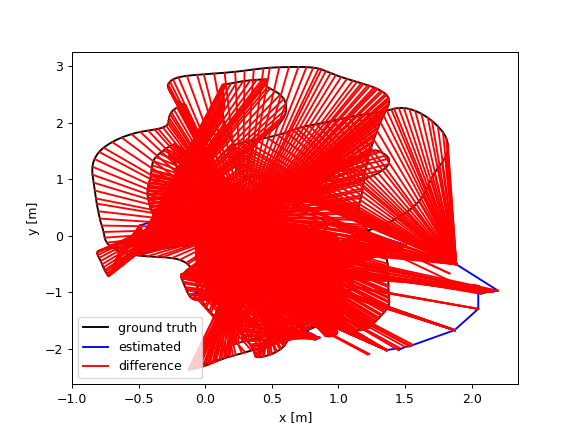 3
2
1
0
−1
−2
y [m]
ground truth
estimated
difference
−1.0 −0.5 0.0 0.5 1.0 1.5 2.0
x [m]